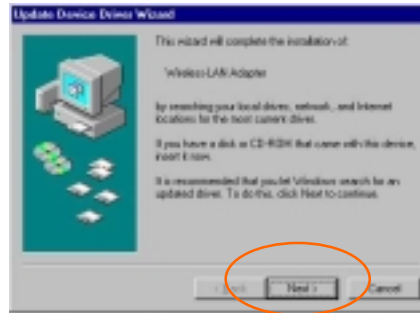 Update Device Driver Wizard
This wizard will complete the installation of:
Wireless LAN Adapter
by searching your local drives, network, and Internet
locations for the most current driver.
If you have a disk or CD-ROM that came with this device,
insert it now.
It is recommended that you let Windows search for an
updated driver. To do this, click Next to continue.
< Back
Next >
Cancel